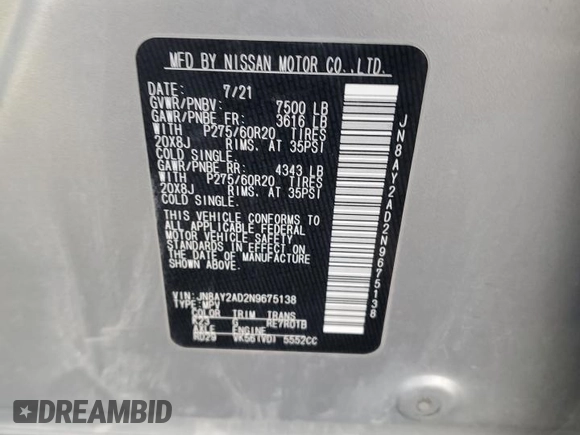 MFD BY NISSAN MOTOR CO.,LTD.
DATE: 7/21
GVWR/PNBV: 7500 LB
GAWR/PNBE FR: 3616 LB
WITH P275/60R20 TIRES
20X8J RIMS. AT 35PSI
COLD SINGLE.
GAWR/PNBE RR: 4343 LB
WITH P275/60R20 TIRES
20X8J RIMS. AT 35PSI
COLD SINGLE.
THIS VEHICLE CONFORMS TO
ALL APPLICABLE FEDERAL
MOTOR VEHICLE SAFETY
STANDARDS IN EFFECT ON
THE DATE OF MANUFACTURE
SHOWN ABOVE.
VIN: JN8AY2AD2N9675138
TYPE: MPV
COLOR TRIM TRANS
K23 G RE7R01B
AXLE ENGINE
RD29 VK56(VD) 5552CC
JN8AY2AD2N9675138
DREAMBID